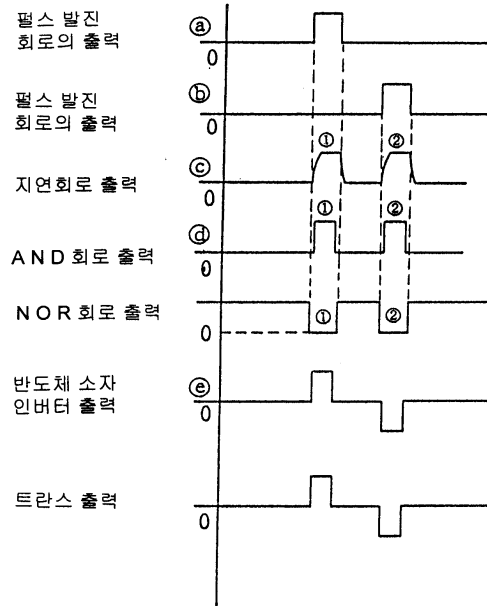 펄스 발진
회로의 출력
ⓐ
0
펄스 발진
회로의 출력
ⓑ
0
① ②
지연회로 출력
ⓒ
0
① ②
AND 회로 출력
ⓓ
0
NOR 회로 출력
0
① ②
반도체 소자
인버터 출력
ⓔ
0
트란스 출력
0